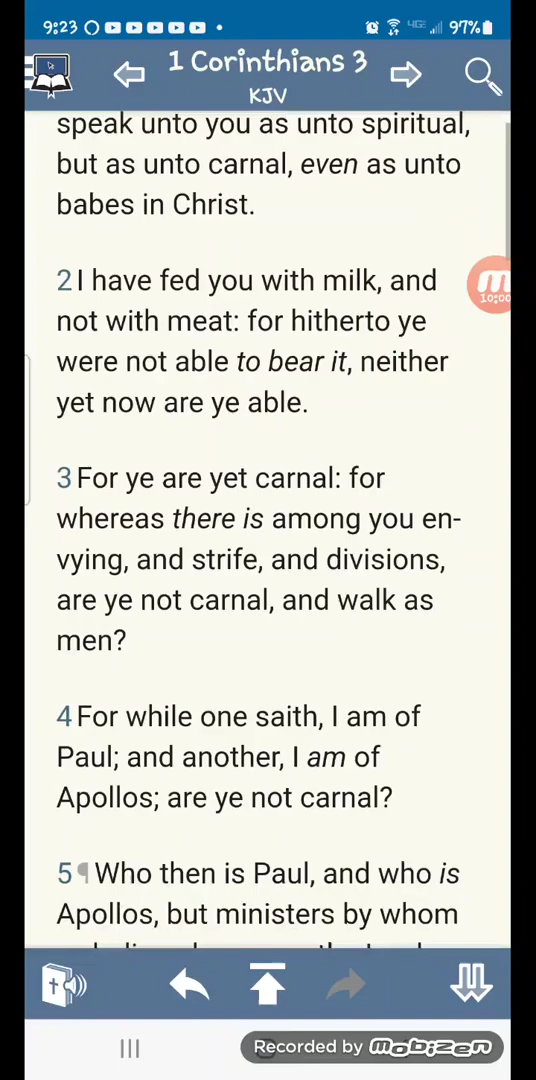 9:23 4GE 97%
1 Corinthians 3
KJV
speak unto you as unto spiritual,
but as unto carnal, even as unto
babes in Christ.
2 I have fed you with milk, and
not with meat: for hitherto ye
were not able to bear it, neither
yet now are ye able.
3 For ye are yet carnal: for
whereas there is among you en-
vying, and strife, and divisions,
are ye not carnal, and walk as
men?
4 For while one saith, I am of
Paul; and another, I am of
Apollos; are ye not carnal?
5 ¶ Who then is Paul, and who is
Apollos, but ministers by whom
m
10:00
Recorded by mobizen